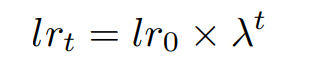 lr_t = lr_0 × λ^t